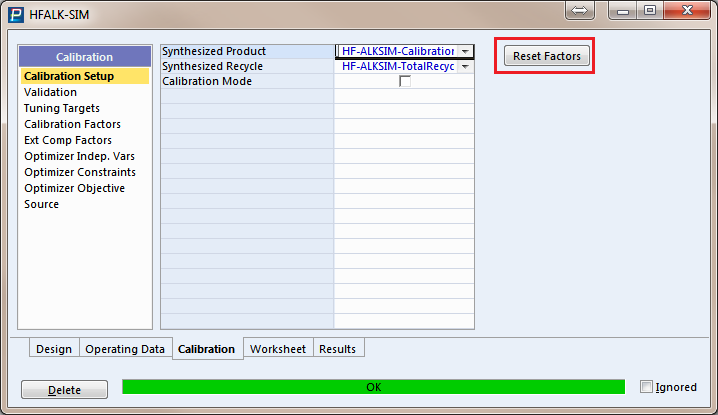 HFALK-SIM
Calibration
Calibration Setup
Validation
Tuning Targets
Calibration Factors
Ext Comp Factors
Optimizer Indep. Vars
Optimizer Constraints
Optimizer Objective
Source
Synthesized Product HF-ALKSIM-Calibration
Synthesized Recycle HF-ALKSIM-TotalRecyc
Calibration Mode
Reset Factors
Design Operating Data Calibration Worksheet Results
Delete OK Ignored